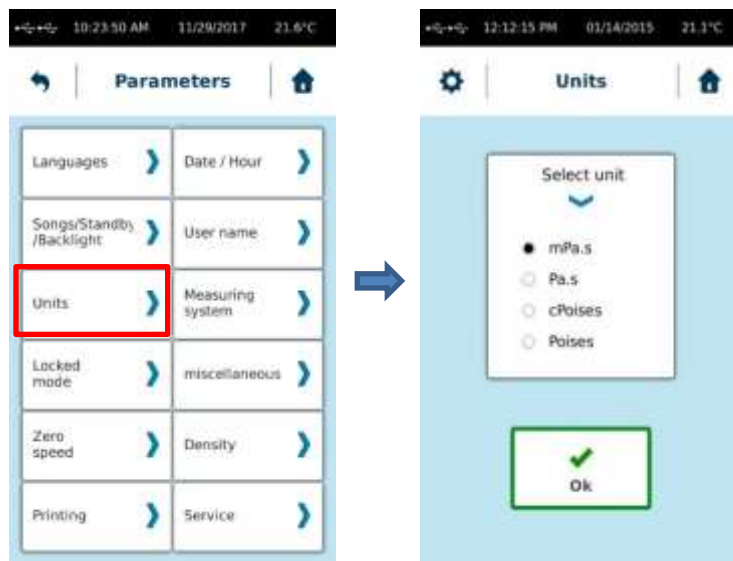 10:23:50 AM 11/29/2017 21.6°C
Parameters
Languages
Date / Hour
Songs/Standby
/Backlight
User name
Units
Measuring
system
Locked
mode
miscellaneous
Zero
speed
Density
Printing
Service
12:12:15 PM 01/14/2015 21.1°C
Units
Select unit
mPa.s
Pa.s
cPoises
Poises
Ok